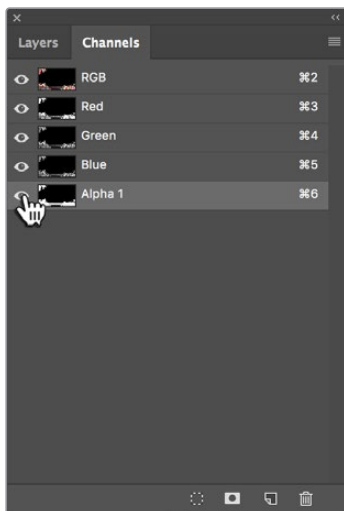 Layers Channels
RGB ⌘2
Red ⌘3
Green ⌘4
Blue ⌘5
Alpha 1 ⌘6